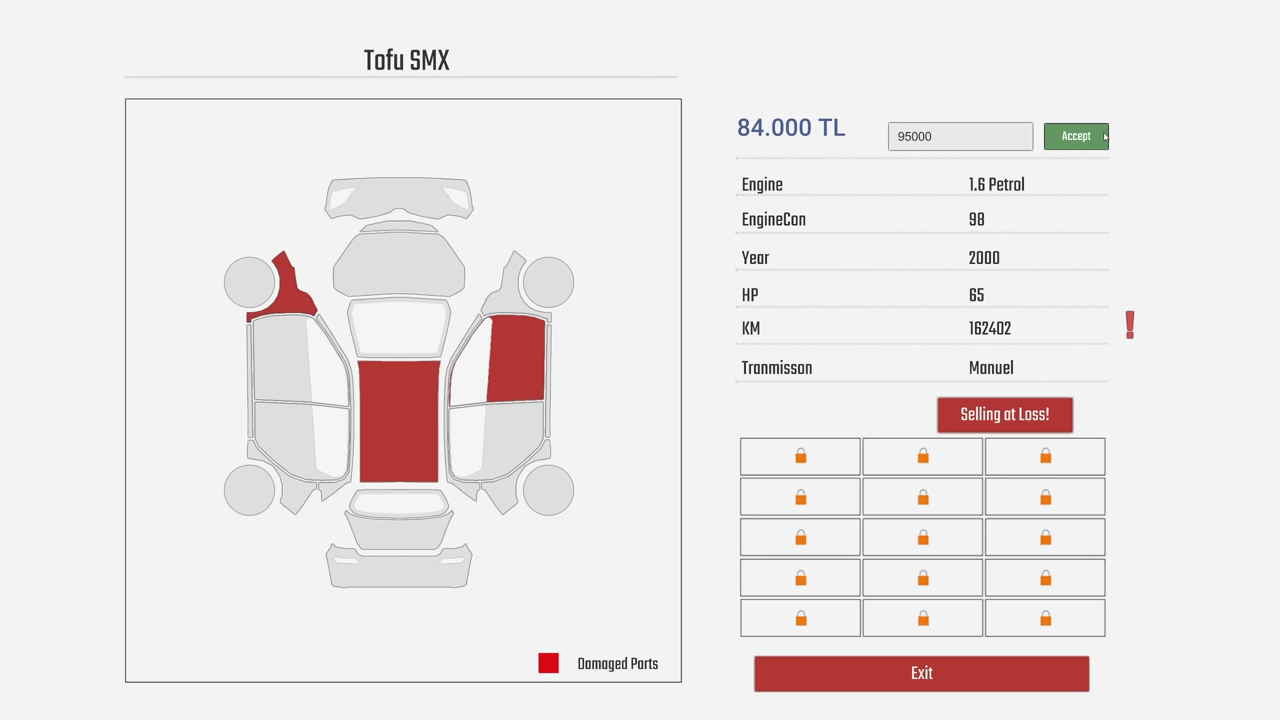 Tofu SMX
84.000 TL
95000
Accept
Engine 1.6 Petrol
EngineCon 98
Year 2000
HP 65
KM 162402
!
Tranmisson Manuel
Selling at Loss!
Damaged Parts
Exit